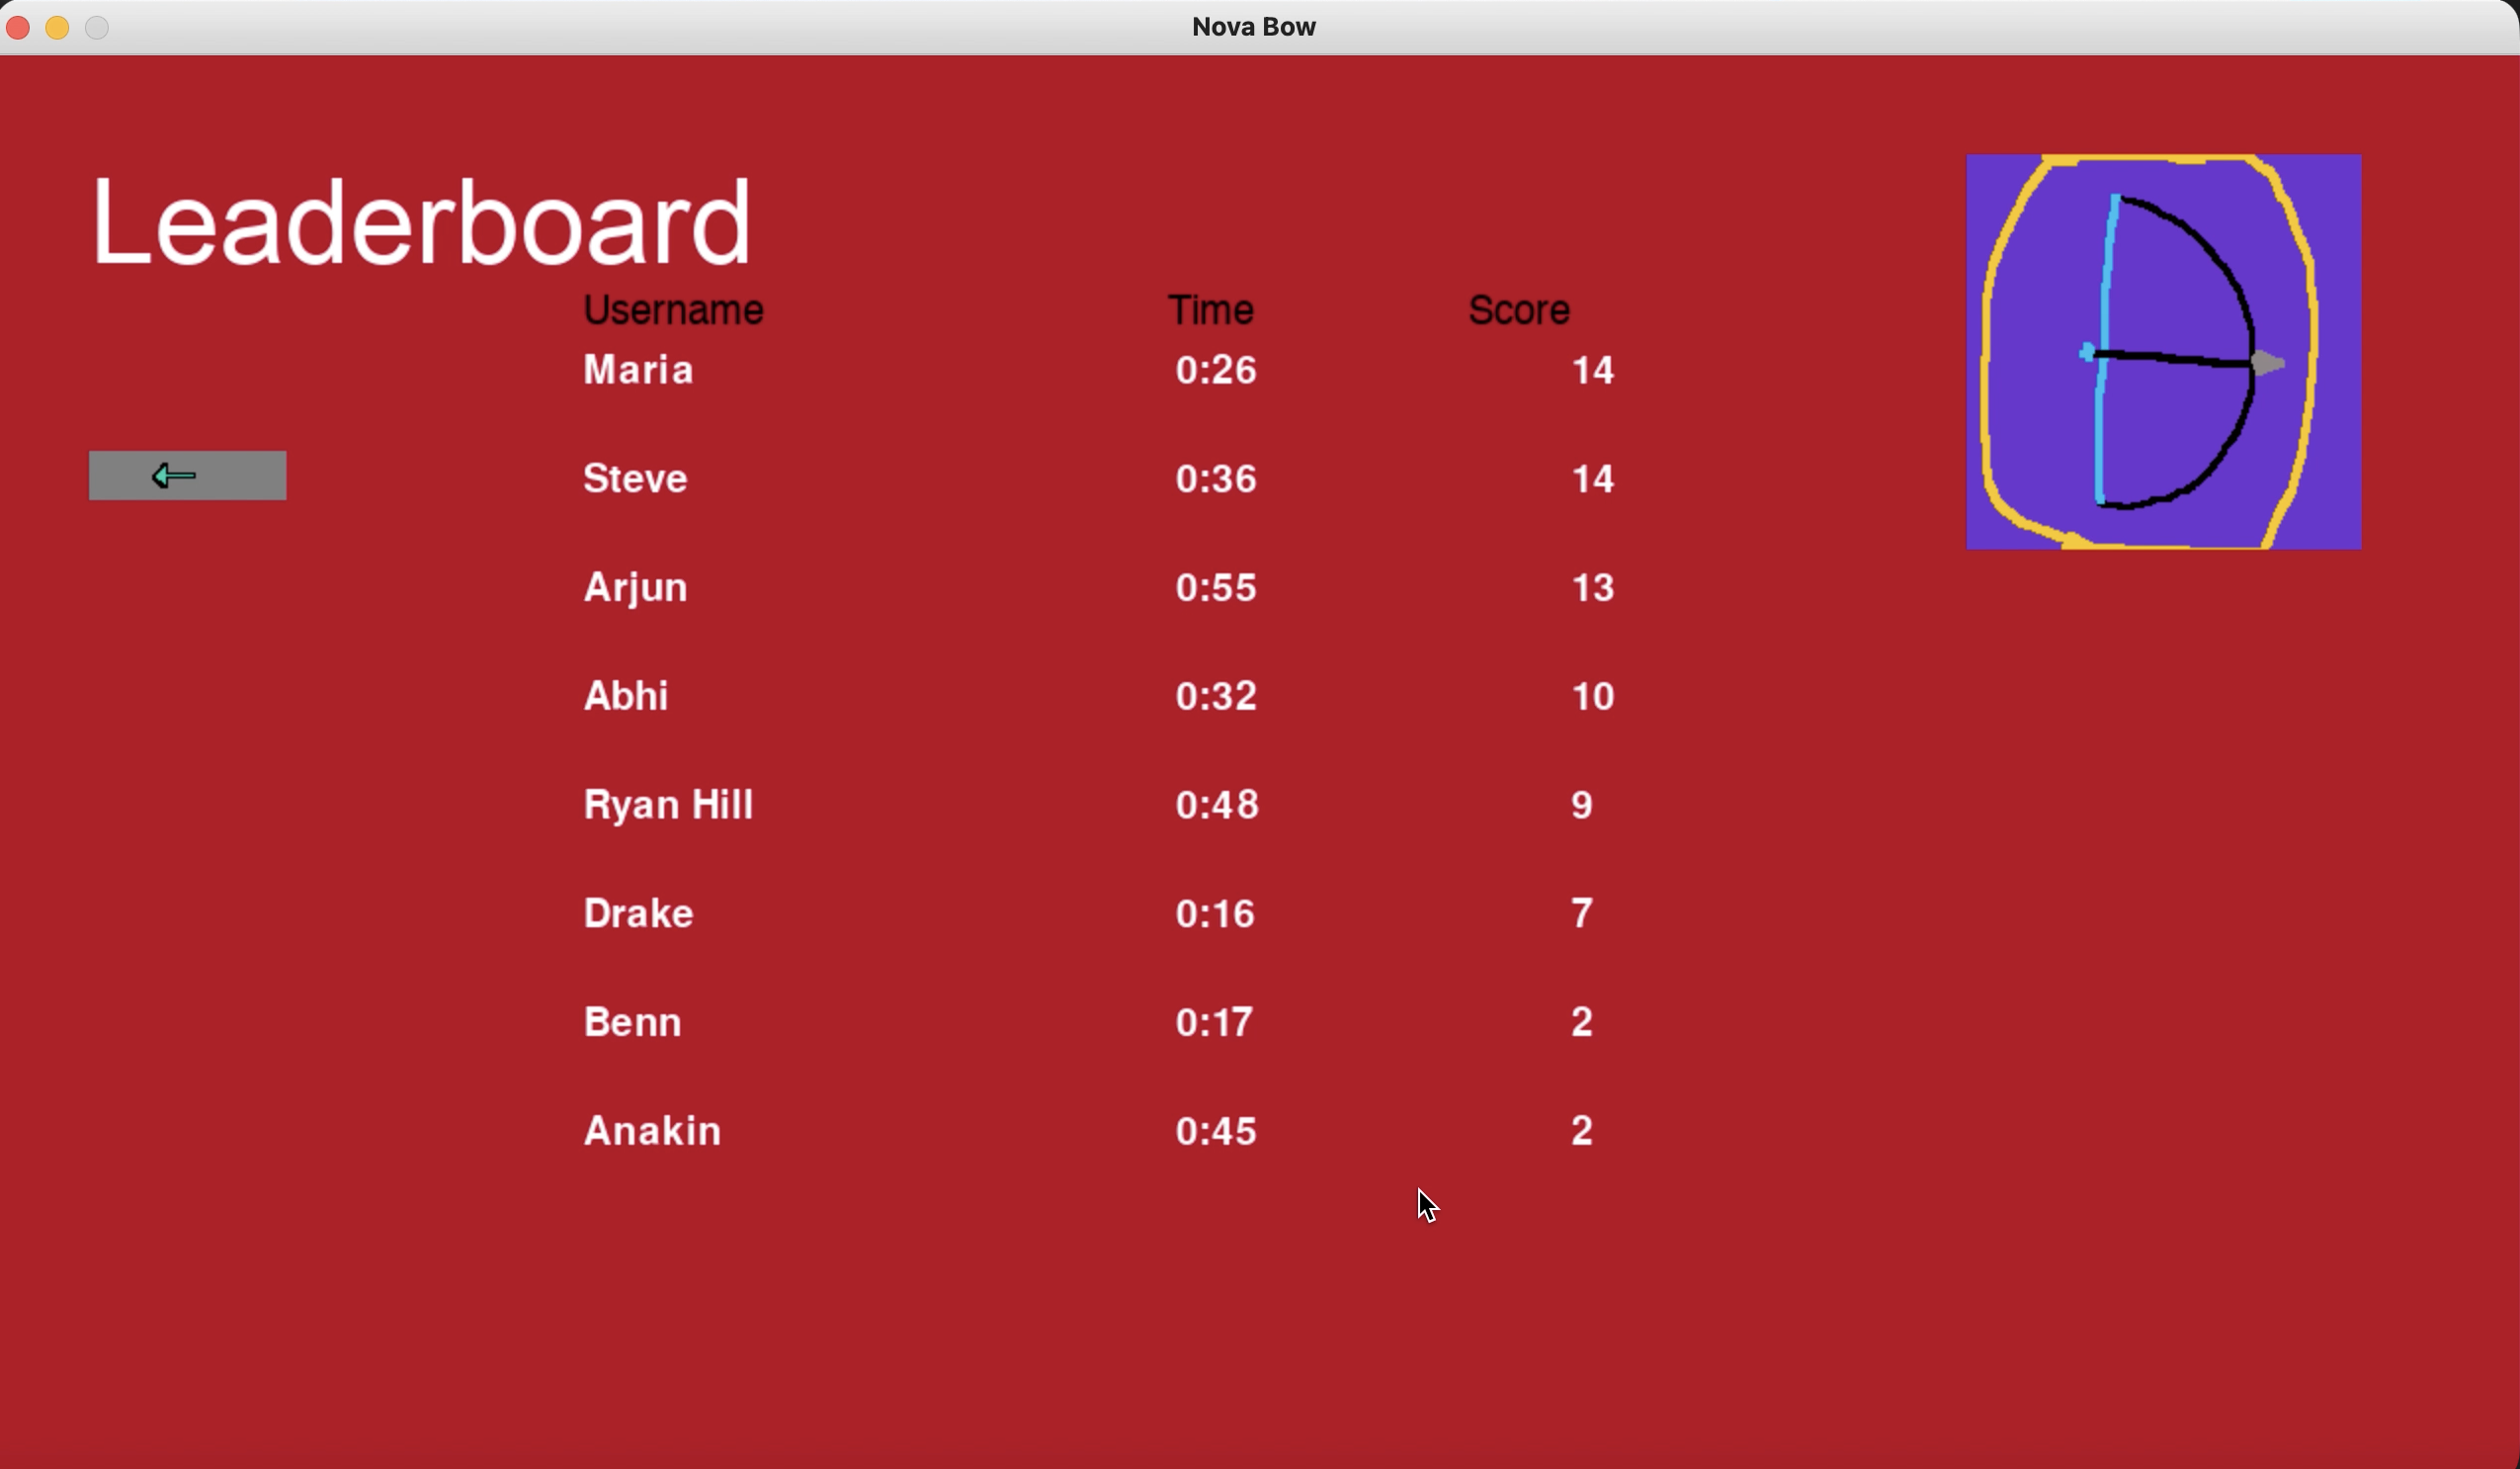 Nova Bow
Leaderboard
Username Time Score
Maria 0:26 14
Steve 0:36 14
Arjun 0:55 13
Abhi 0:32 10
Ryan Hill 0:48 9
Drake 0:16 7
Benn 0:17 2
Anakin 0:45 2